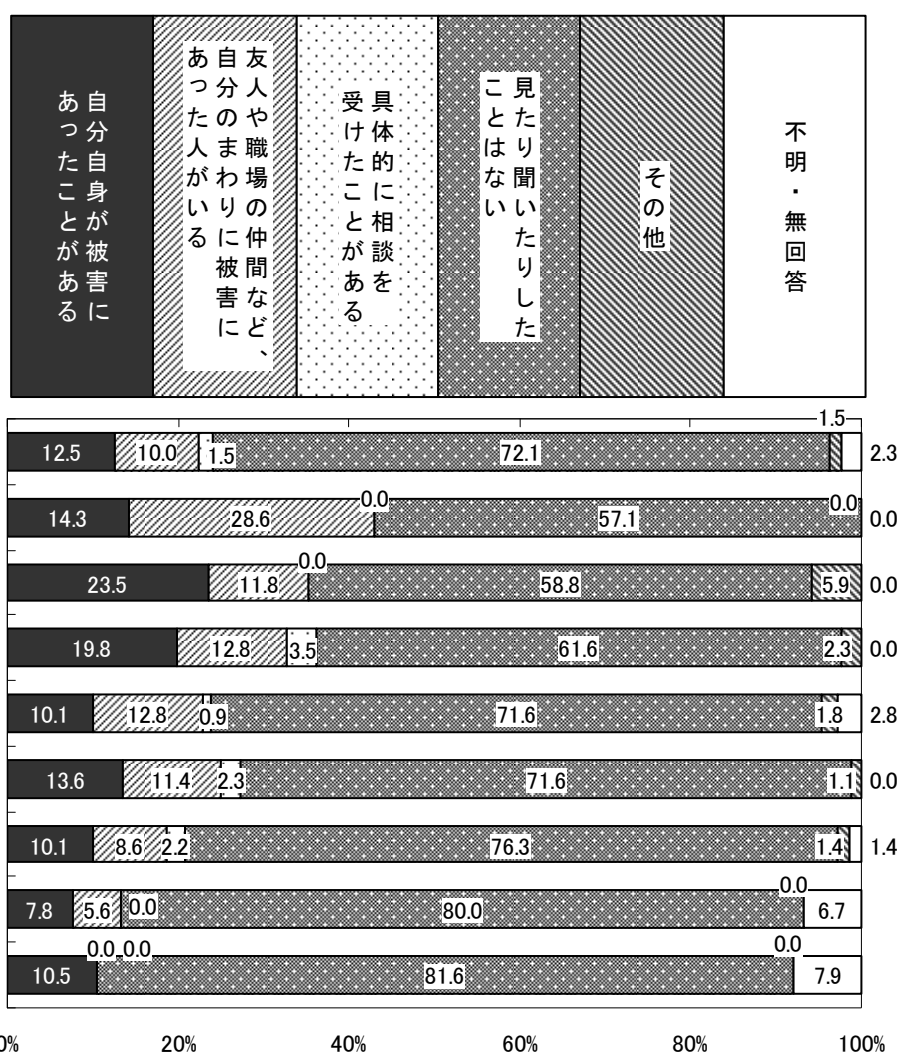 自分自身が被害に
あったことがある
友人や職場の仲間など、
自分のまわりに被害に
あった人がいる
具体的に相談を
受けたことがある
見たり聞いたりした
ことはない
その他
不明・無回答
1.5
12.5 10.0 1.5 72.1 2.3
0.0 0.0
14.3 28.6 57.1 0.0
0.0
23.5 11.8 58.8 5.9 0.0
19.8 12.8 3.5 61.6 2.3 0.0
10.1 12.8 0.9 71.6 1.8 2.8
13.6 11.4 2.3 71.6 1.1 0.0
10.1 8.6 2.2 76.3 1.4 1.4
0.0
7.8 5.6 0.0 80.0 6.7
0.0 0.0 0.0
10.5 81.6 7.9
0% 20% 40% 60% 80% 100%